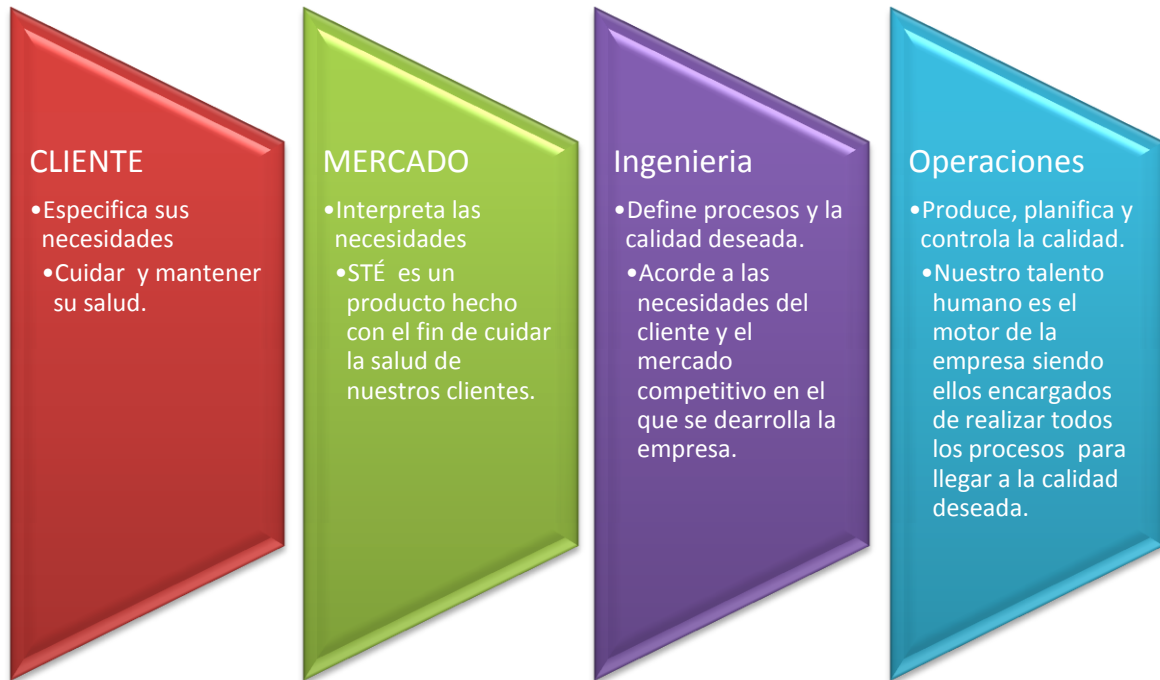 CLIENTE
•Especifica sus
necesidades
•Cuidar y mantener
su salud.
MERCADO
•Interpreta las
necesidades
•STÉ es un
producto hecho
con el fin de cuidar
la salud de
nuestros clientes.
Ingenieria
•Define procesos y la
calidad deseada.
•Acorde a las
necesidades del
cliente y el
mercado
competitivo en el
que se dearrolla la
empresa.
Operaciones
•Produce, planifica y
controla la calidad.
•Nuestro talento
humano es el
motor de la
empresa siendo
ellos encargados
de realizar todos
los procesos para
llegar a la calidad
deseada.